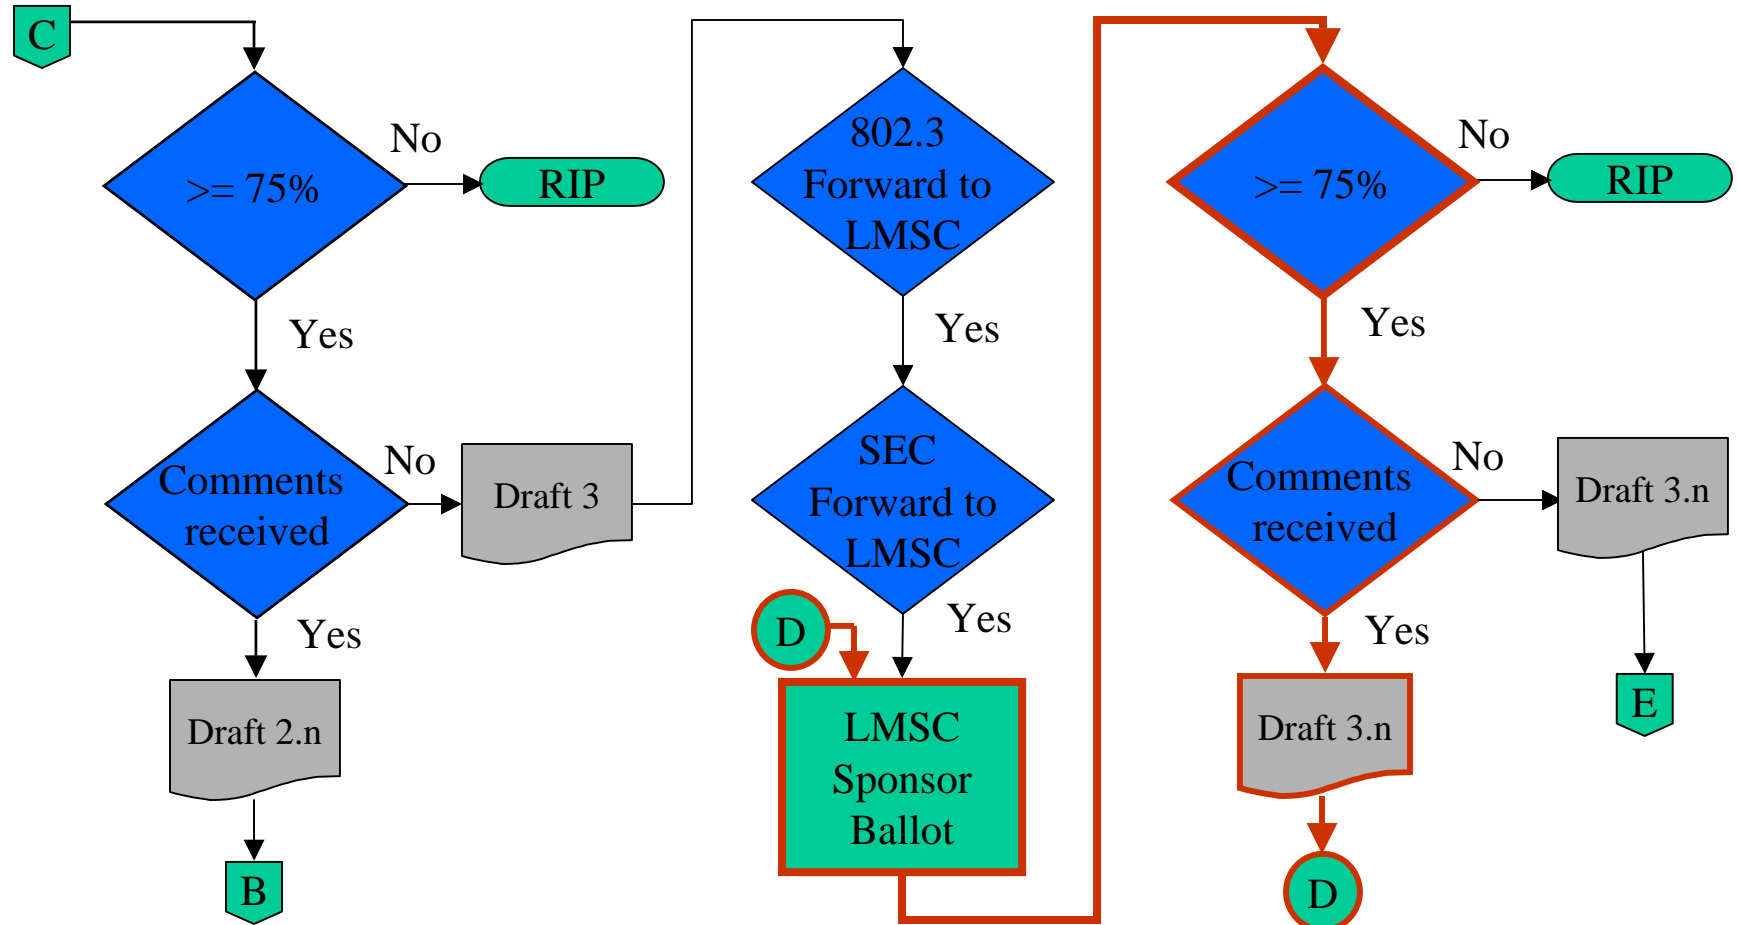 C
>= 75%
No
RIP
Yes
Comments
received
No
Draft 3
Yes
Draft 2.n
B
802.3
Forward to
LMSC
Yes
SEC
Forward to
LMSC
Yes
D
LMSC
Sponsor
Ballot
>= 75%
No
RIP
Yes
Comments
received
No
Draft 3.n
E
Yes
Draft 3.n
D